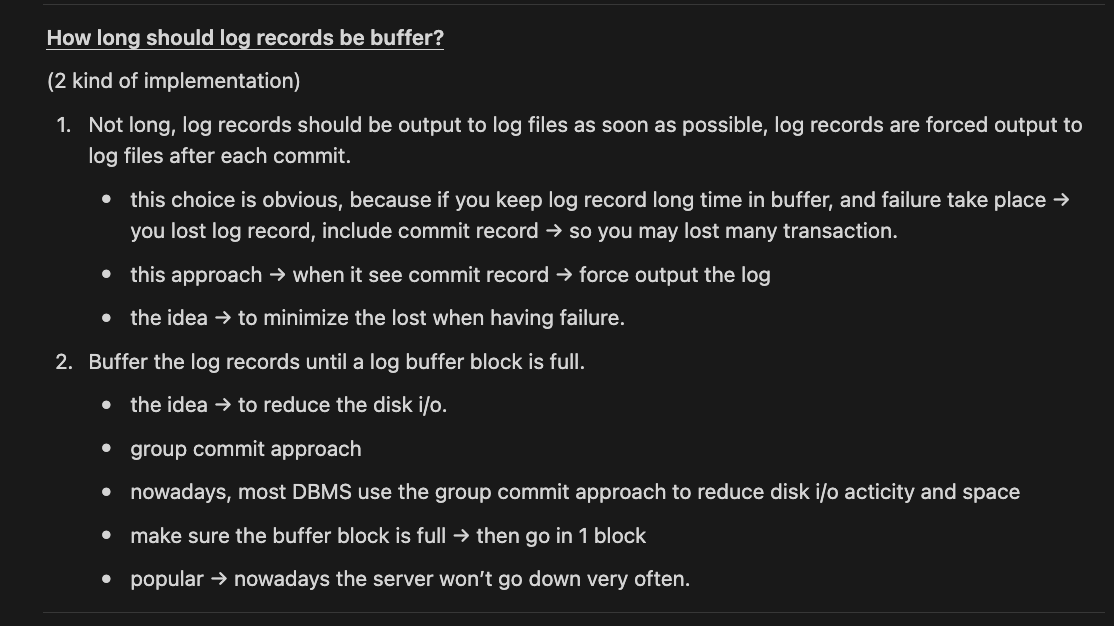 How long should log records be buffer?
(2 kind of implementation)
1. Not long, log records should be output to log files as soon as possible, log records are forced output to
log files after each commit.
• this choice is obvious, because if you keep log record long time in buffer, and failure take place →
you lost log record, include commit record → so you may lost many transaction.
• this approach → when it see commit record → force output the log
• the idea → to minimize the lost when having failure.
2. Buffer the log records until a log buffer block is full.
• the idea → to reduce the disk i/o.
• group commit approach
• nowadays, most DBMS use the group commit approach to reduce disk i/o acticity and space
• make sure the buffer block is full → then go in 1 block
• popular → nowadays the server won't go down very often.